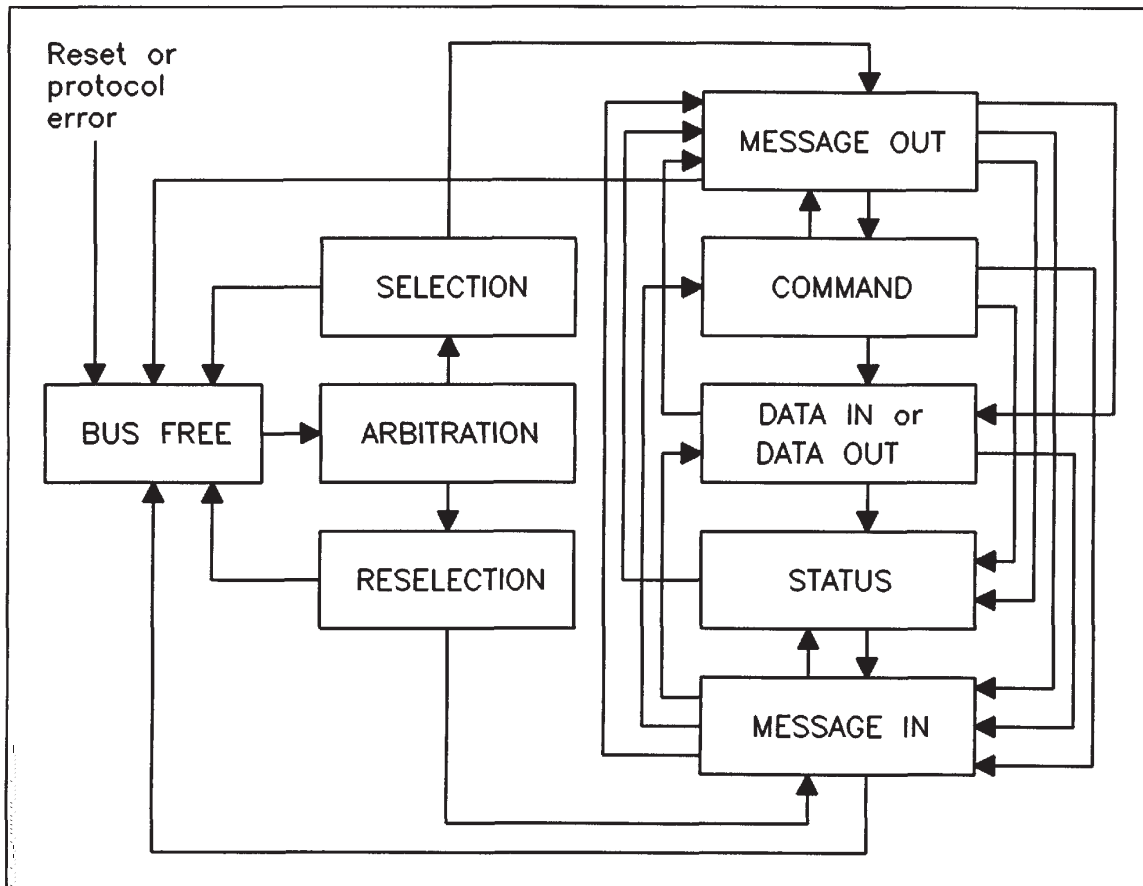 Reset or
protocol
error
MESSAGE OUT
SELECTION
COMMAND
BUS FREE
ARBITRATION
DATA IN or
DATA OUT
RESELECTION
STATUS
MESSAGE IN